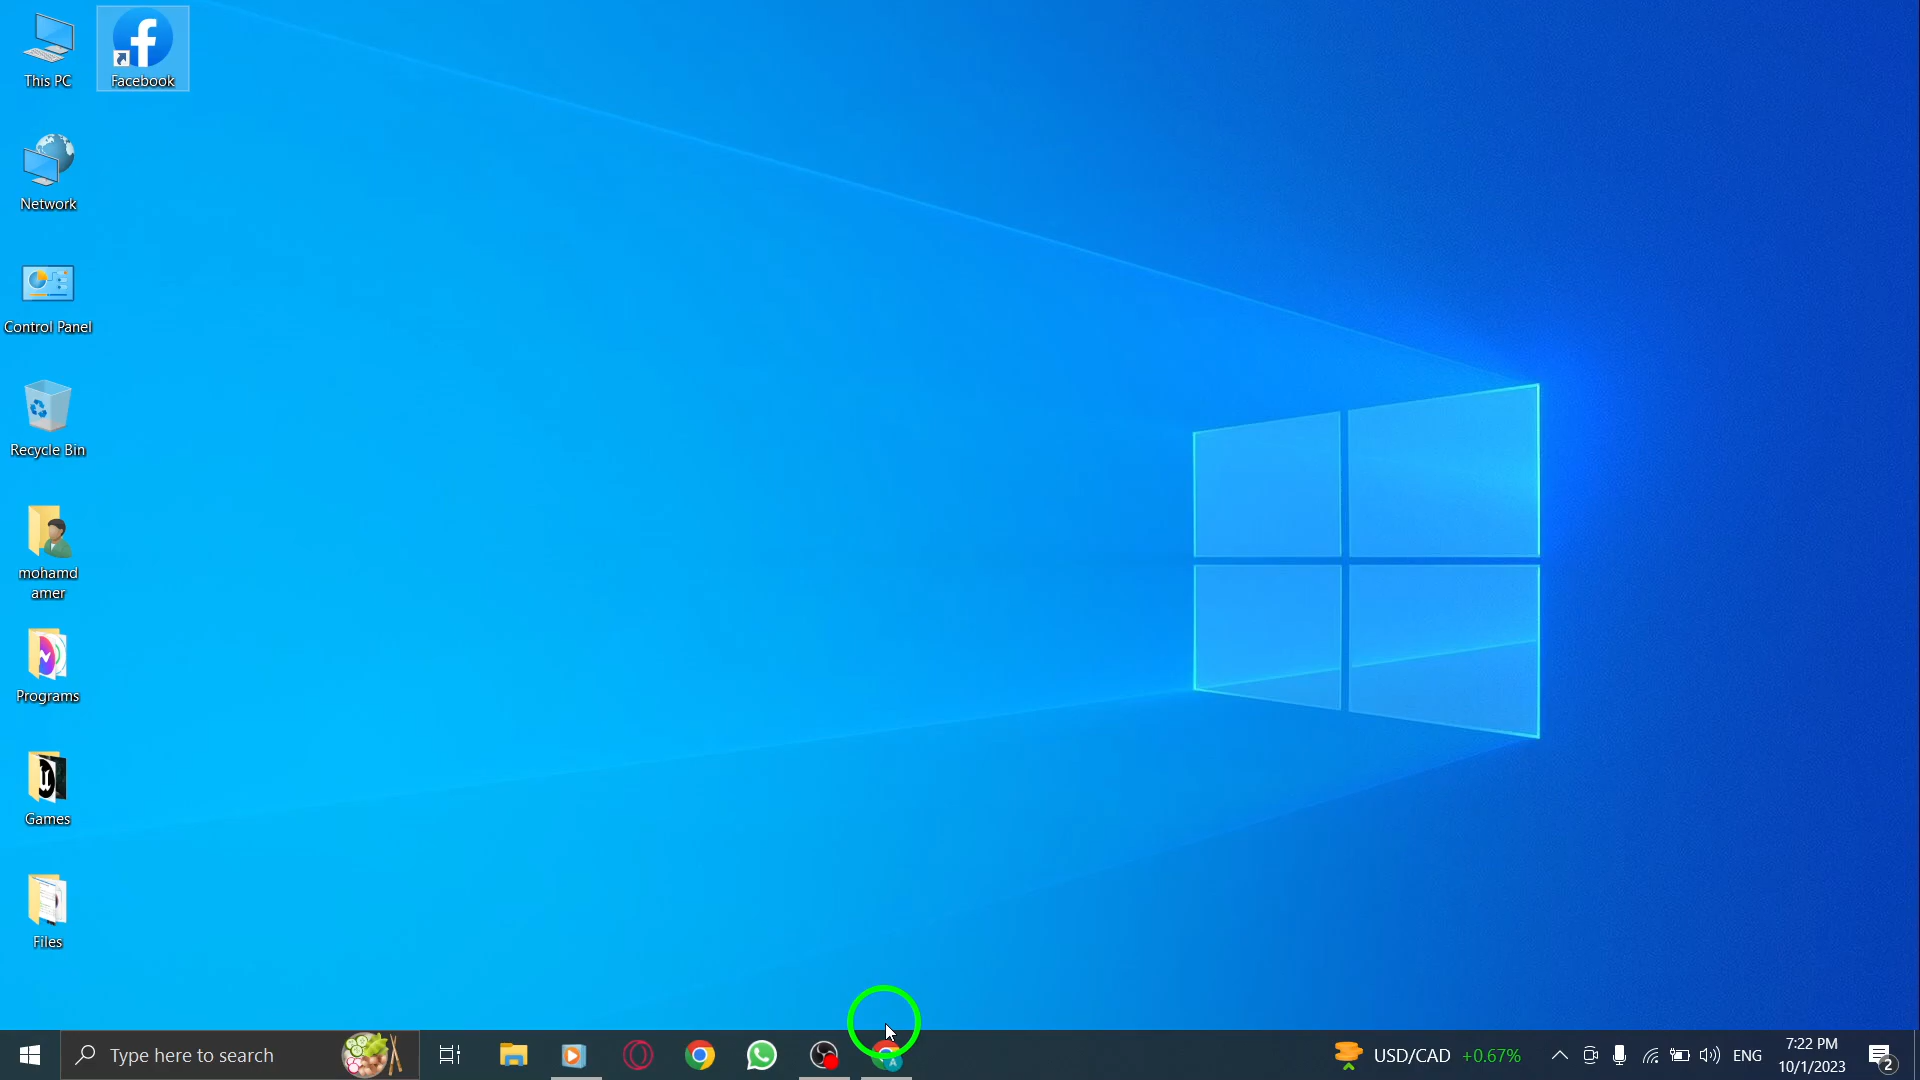 This PC
Facebook
Network
Control Panel
Recycle Bin
mohamd
amer
Programs
Games
Files
Type here to search
USD/CAD +0.67%
ENG
7:22 PM
10/1/2023
2